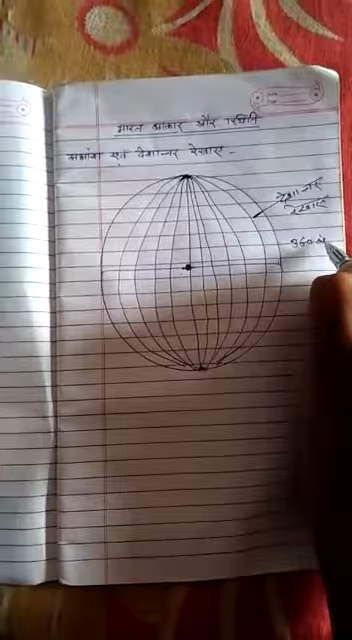 भारत आकार और स्थिति
अक्षांश एवं देशान्तर रेखाएं -
देशान्तर
रेखाएं
360